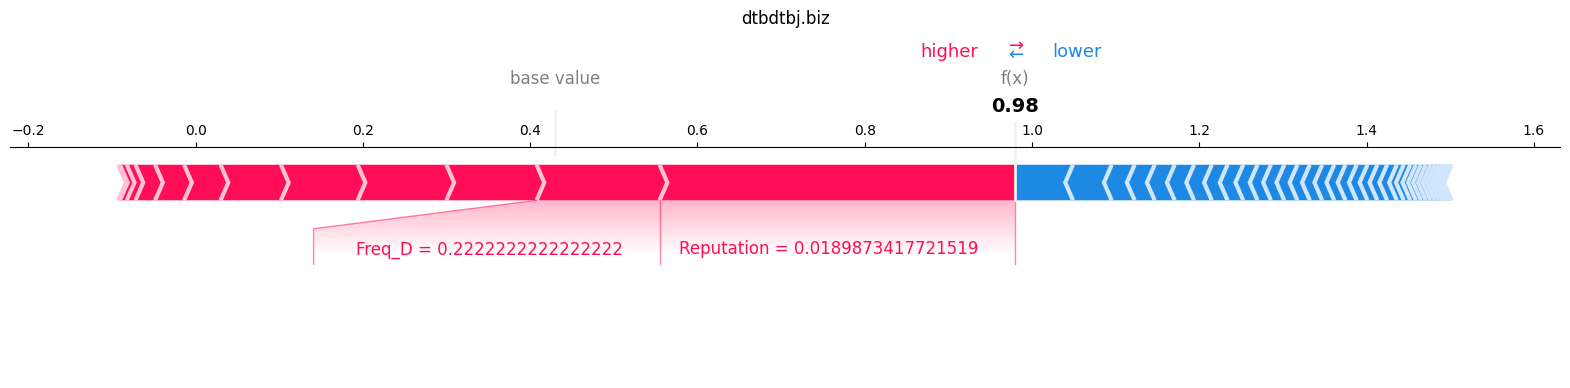 dtbdtbj.biz
higher ⇄ lower
base value f(x)
0.98
−0.2 0.0 0.2 0.4 0.6 0.8 1.0 1.2 1.4 1.6
Freq_D = 0.2222222222222222 Reputation = 0.0189873417721519